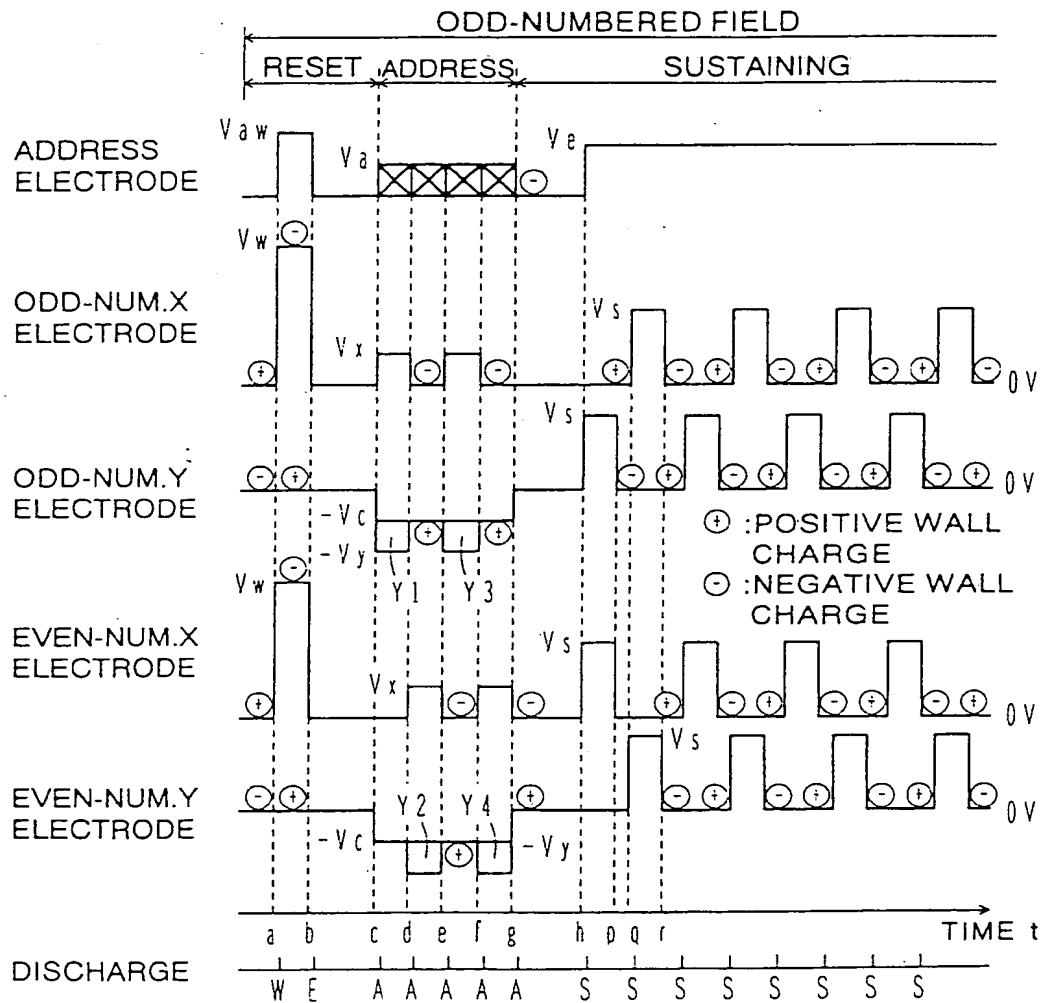 ODD-NUMBERED FIELD
RESET ADDRESS SUSTAINING
Vaw
Va
Ve
ADDRESS
ELECTRODE
Vw
ODD-NUM.X
ELECTRODE
Vx
Vs
0V
Vs
ODD-NUM.Y
ELECTRODE
0V
-Vc
-Vy
Y1 Y3
+ :POSITIVE WALL
CHARGE
- :NEGATIVE WALL
CHARGE
Vw
EVEN-NUM.X
ELECTRODE
Vs
Vx
0V
Vs
EVEN-NUM.Y
ELECTRODE
Y2 Y4
0V
-Vc
-Vy
a b c d e f g h p q r TIME t
DISCHARGE
W E A A A A A S S S S S S S S